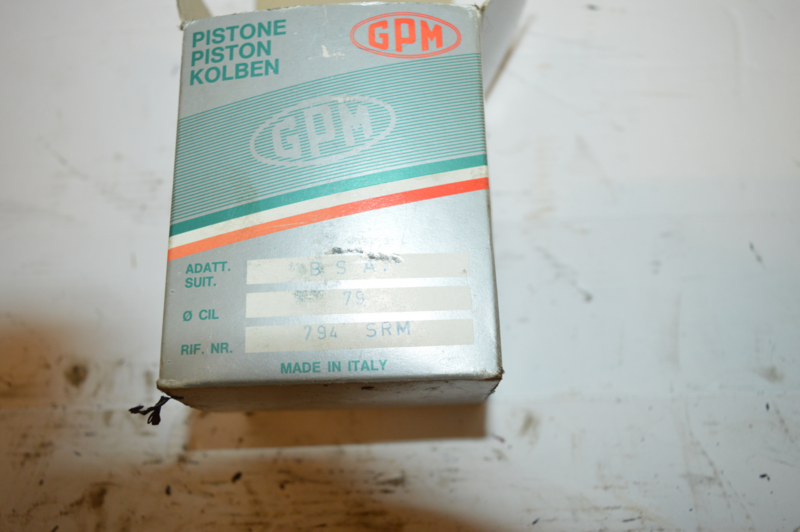 PISTONE
PISTON
KOLBEN
GPM
GPM
ADATT.
SUIT.
B S A.
Ø CIL
79
RIF. NR.
794 SRM
MADE IN ITALY